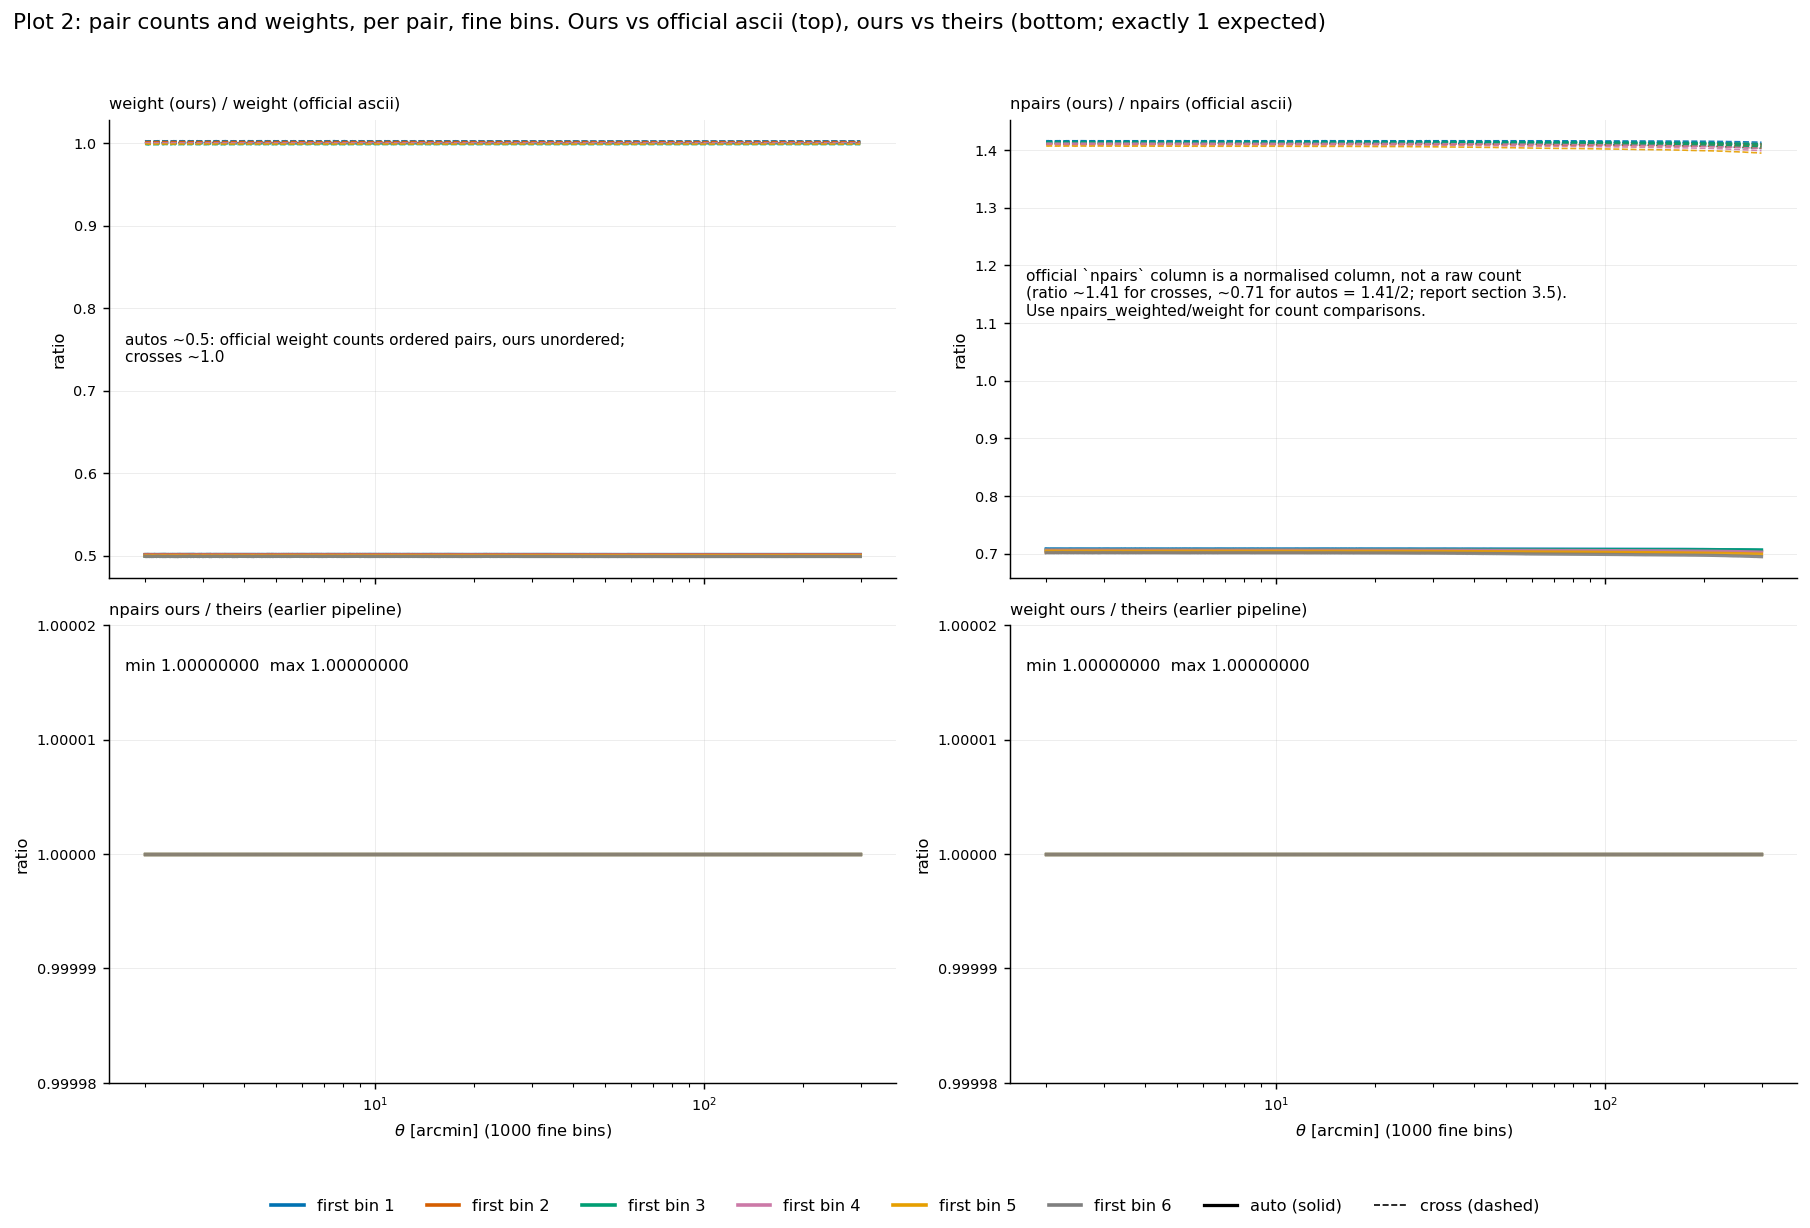 Plot 2: pair counts and weights, per pair, fine bins. Ours vs official ascii (top), ours vs theirs (bottom; exactly 1 expected)
weight (ours) / weight (official ascii)
1.0
0.9
0.8
0.7
0.6
0.5
ratio
autos ~0.5: official weight counts ordered pairs, ours unordered;
crosses ~1.0
npairs (ours) / npairs (official ascii)
1.4
1.3
1.2
1.1
1.0
0.9
0.8
0.7
ratio
official `npairs` column is a normalised column, not a raw count
(ratio ~1.41 for crosses, ~0.71 for autos = 1.41/2; report section 3.5).
Use npairs_weighted/weight for count comparisons.
npairs ours / theirs (earlier pipeline)
1.00002
1.00001
1.00000
0.99999
0.99998
ratio
min 1.00000000  max 1.00000000
10¹
10²
θ [arcmin] (1000 fine bins)
weight ours / theirs (earlier pipeline)
1.00002
1.00001
1.00000
0.99999
0.99998
ratio
min 1.00000000  max 1.00000000
10¹
10²
θ [arcmin] (1000 fine bins)
first bin 1
first bin 2
first bin 3
first bin 4
first bin 5
first bin 6
auto (solid)
cross (dashed)